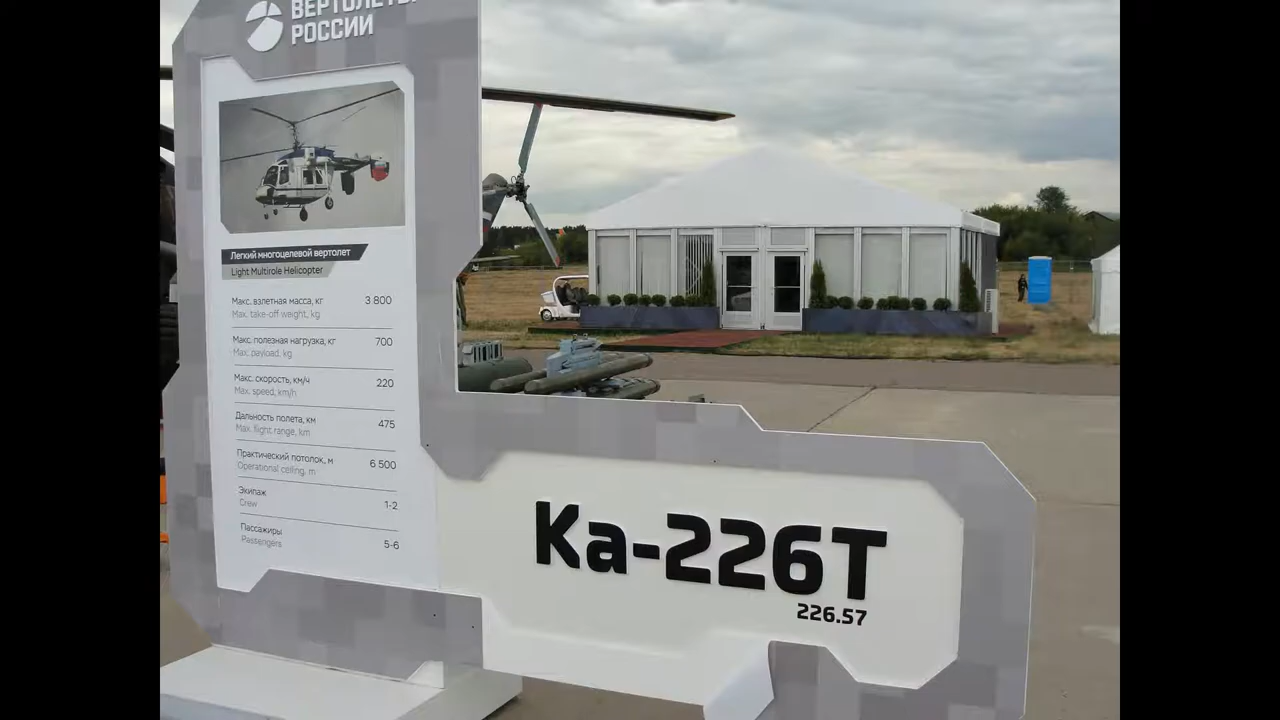 ВЕРТОЛЕТЫ
РОССИИ
Легкий многоцелевой вертолет
Light Multirole Helicopter
Макс. взлетная масса, кг 3 800
Max. take-off weight, kg
Макс. полезная нагрузка, кг 700
Max. payload, kg
Макс. скорость, км/ч 220
Max. speed, km/h
Дальность полета, км 475
Max. flight range, km
Практический потолок, м 6 500
Operational ceiling, m
Экипаж 1-2
Crew
Пассажиры 5-6
Passengers
Ка-226Т
226.57